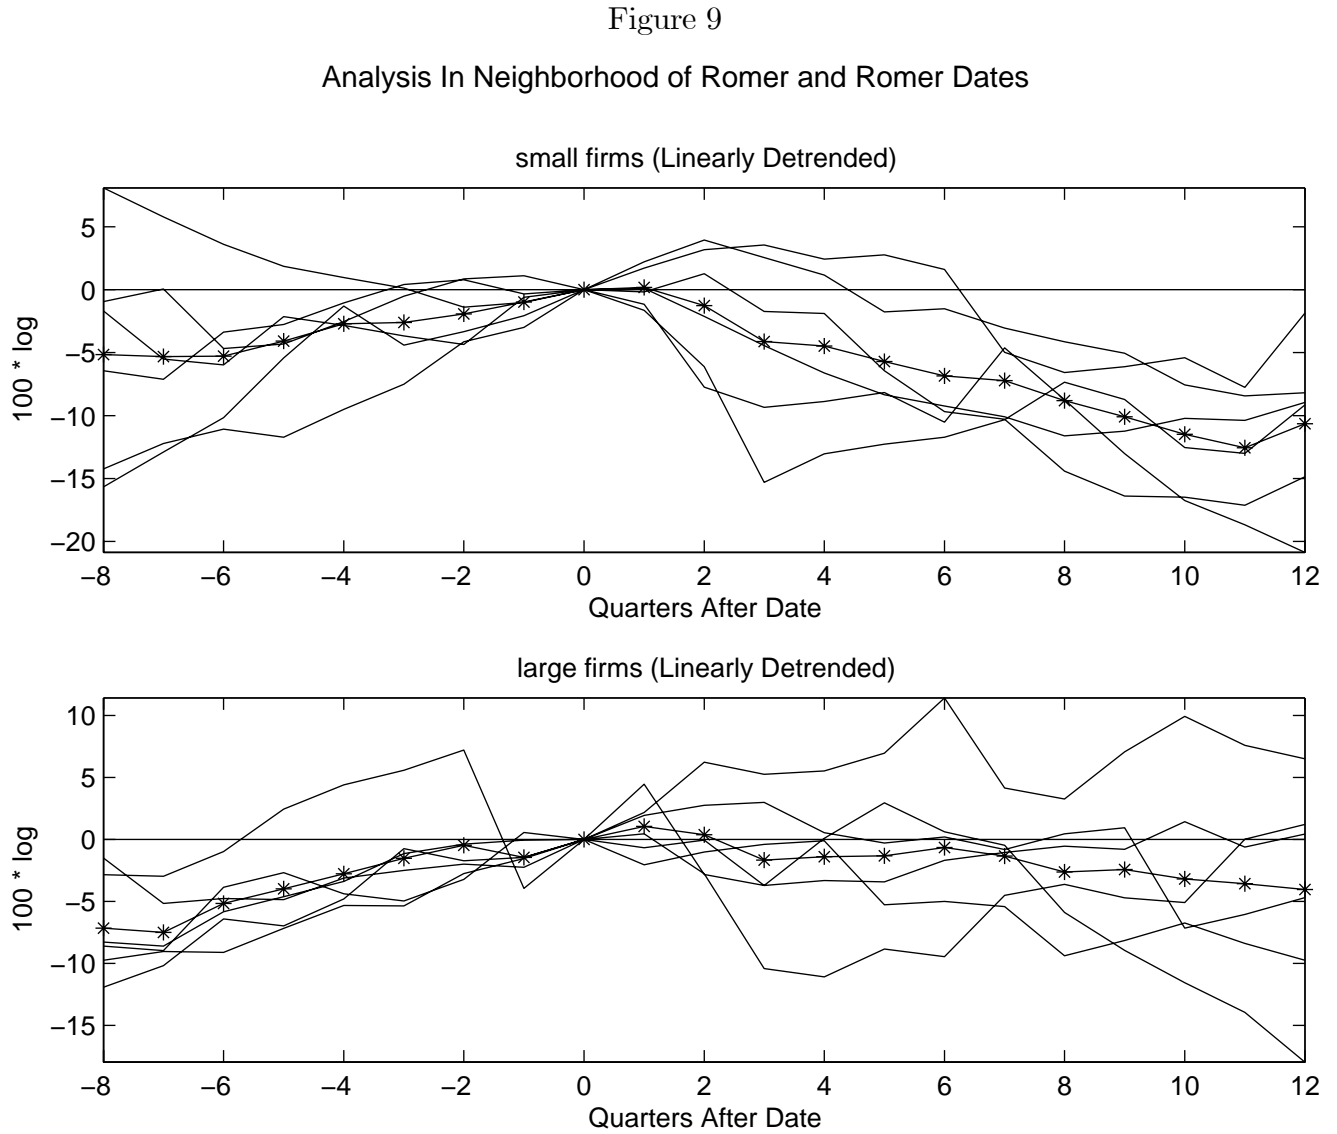 Figure 9
Analysis In Neighborhood of Romer and Romer Dates
small firms (Linearly Detrended)
5
0
−5
−10
−15
−20
100 * log
−8 −6 −4 −2 0 2 4 6 8 10 12
Quarters After Date
large firms (Linearly Detrended)
10
5
0
−5
−10
−15
100 * log
−8 −6 −4 −2 0 2 4 6 8 10 12
Quarters After Date